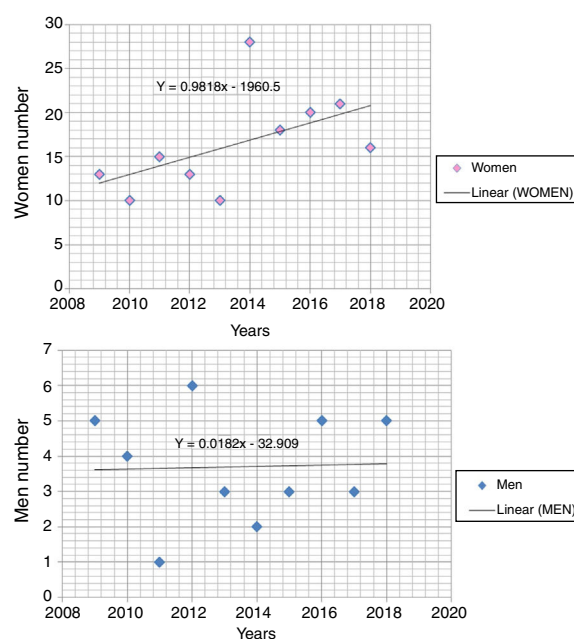 30
25
20
15
10
5
0
Women number
Y = 0.9818x - 1960.5
2008 2010 2012 2014 2016 2018 2020
Years
Women
Linear (WOMEN)
7
6
5
4
3
2
1
0
Men number
Y = 0.0182x - 32.909
2008 2010 2012 2014 2016 2018 2020
Years
Men
Linear (MEN)